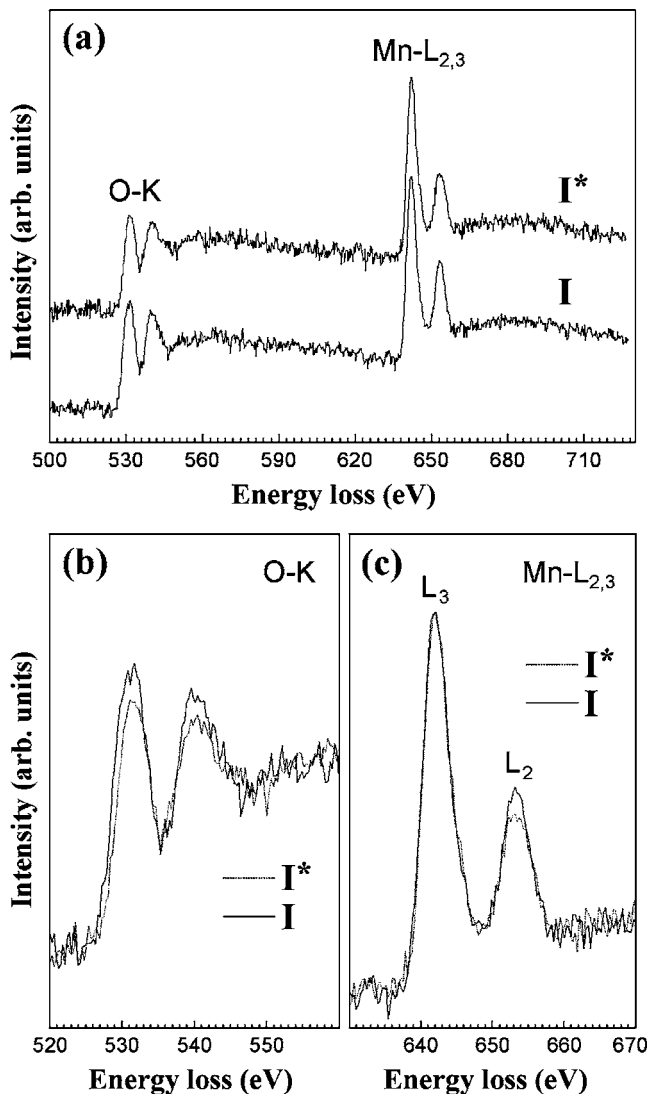 (a)
Mn-L2,3
O-K
I*
I
Intensity (arb. units)
500 530 560 590 620 650 680 710
Energy loss (eV)
(b)
O-K
I*
I
Intensity (arb. units)
520 530 540 550
Energy loss (eV)
(c)
Mn-L2,3
L3
I*
I
L2
640 650 660 670
Energy loss (eV)